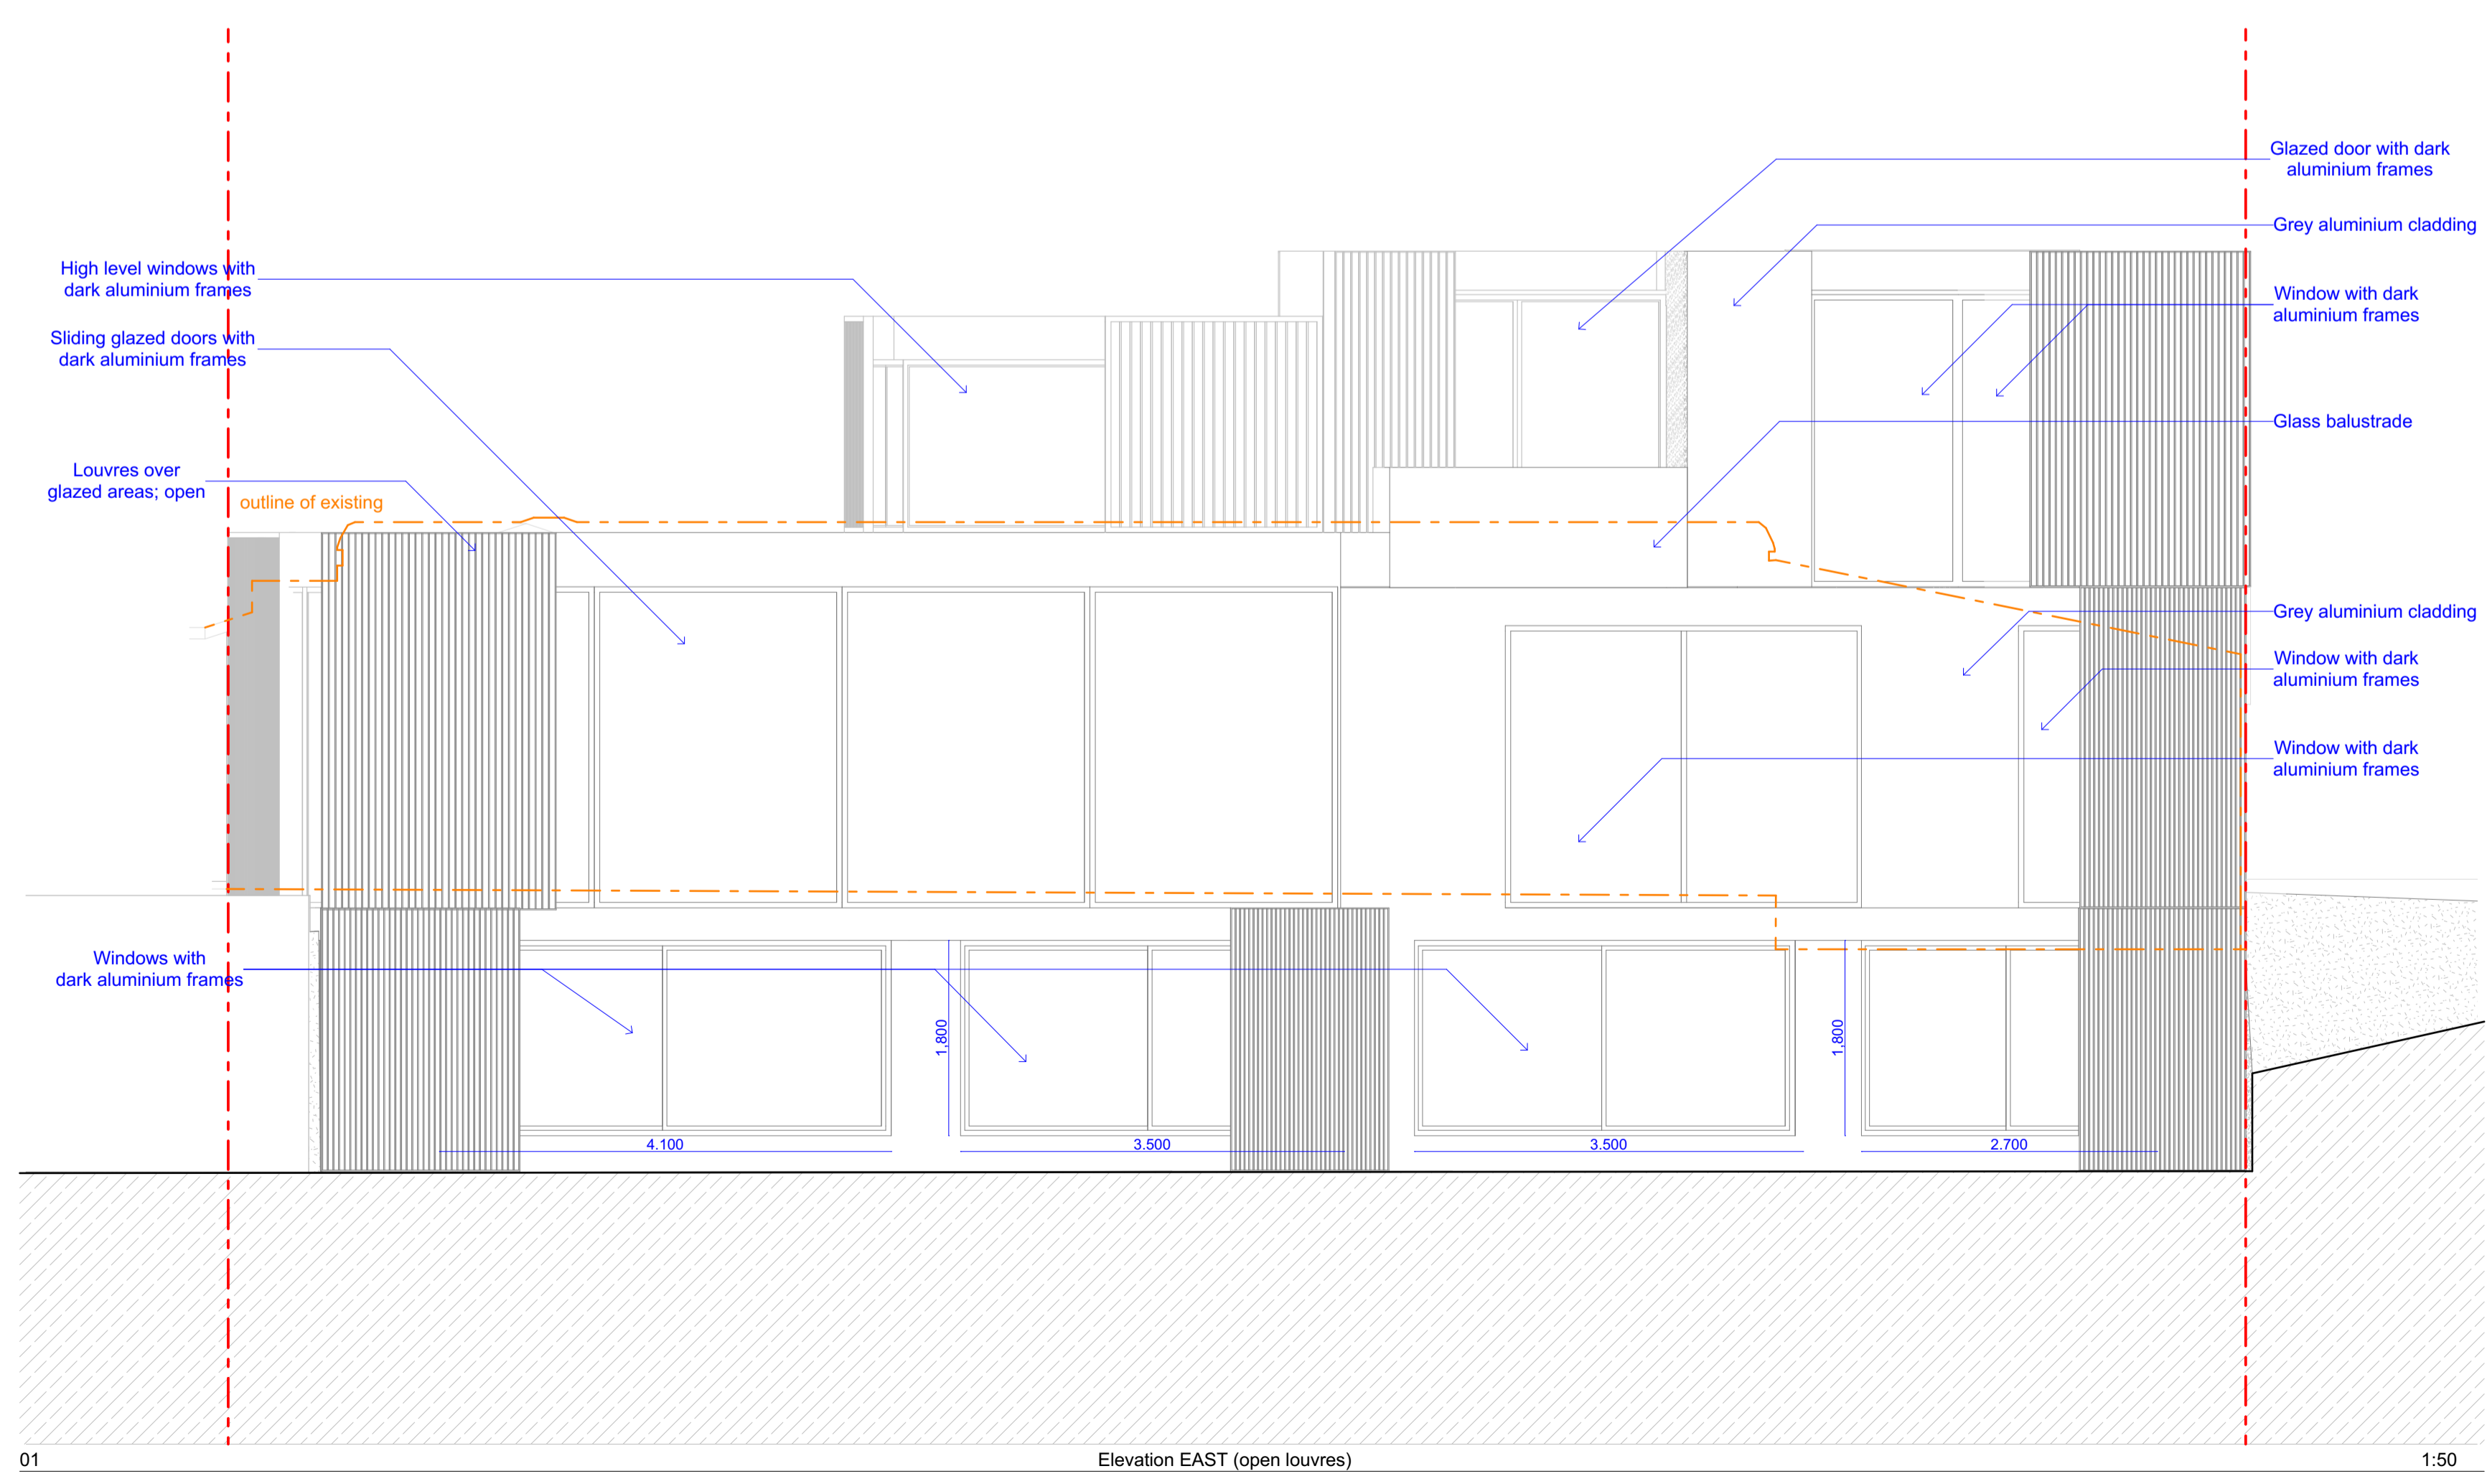 Glazed door with dark
aluminium frames
Grey aluminium cladding
High level windows with
dark aluminium frames
Window with dark
aluminium frames
Sliding glazed doors with
dark aluminium frames
Glass balustrade
Louvres over
glazed areas; open
outline of existing
Grey aluminium cladding
Window with dark
aluminium frames
Window with dark
aluminium frames
Windows with
dark aluminium frames
1,800
1,800
4.100
3.500
3.500
2.700
01
Elevation EAST (open louvres)
1:50